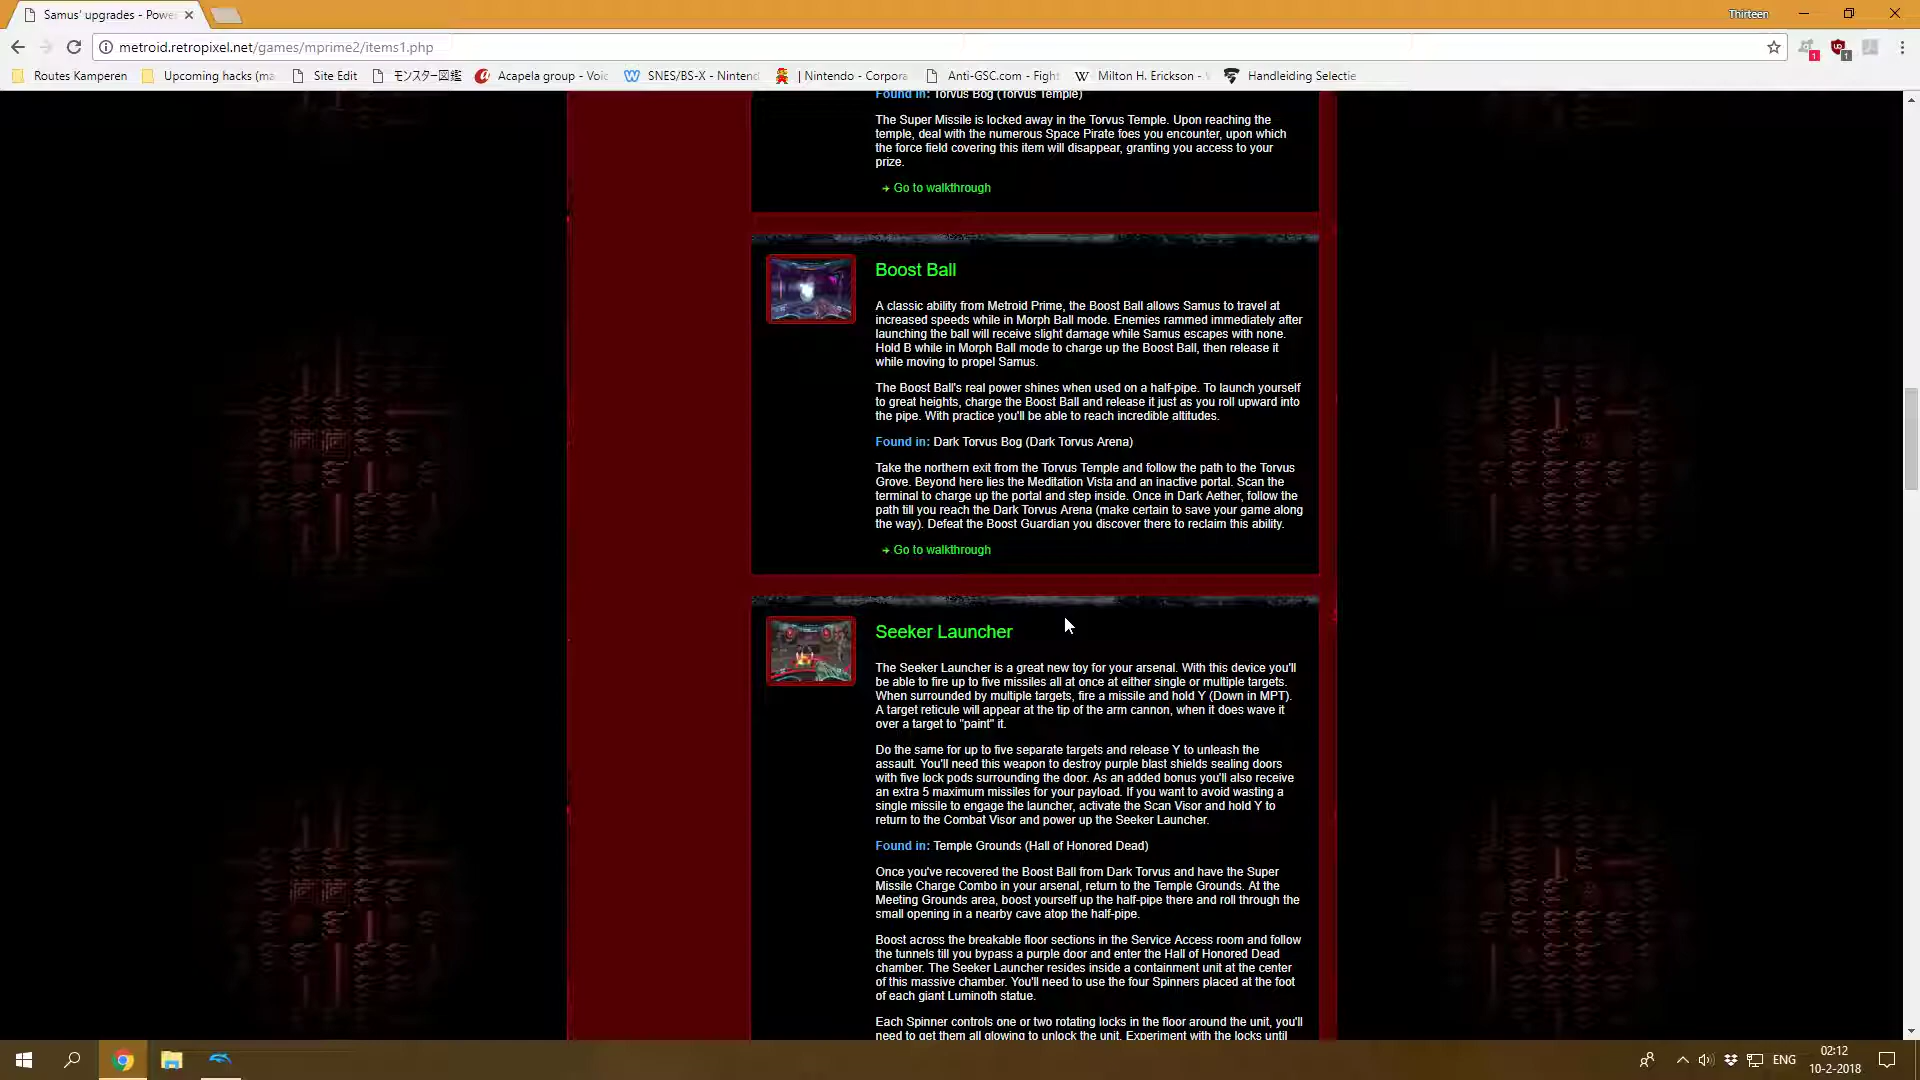 Samus' upgrades - Powe
Thirteen
metroid.retropixel.net/games/mprime2/items1.php
Routes Kamperen
Upcoming hacks (ma
Site Edit
モンスター図鑑
Acapela group - Voic
SNES/BS-X - Nintend
| Nintendo - Corpora
Anti-GSC.com - Fight
Milton H. Erickson -
Handleiding Selectie
Found in: Torvus Bog (Torvus Temple)
The Super Missile is locked away in the Torvus Temple. Upon reaching the
temple, deal with the numerous Space Pirate foes you encounter, upon which
the force field covering this item will disappear, granting you access to your
prize.
→ Go to walkthrough
Boost Ball
A classic ability from Metroid Prime, the Boost Ball allows Samus to travel at
increased speeds while in Morph Ball mode. Enemies rammed immediately after
launching the ball will receive slight damage while Samus escapes with none.
Hold B while in Morph Ball mode to charge up the Boost Ball, then release it
while moving to propel Samus.
The Boost Ball's real power shines when used on a half-pipe. To launch yourself
to great heights, charge the Boost Ball and release it just as you roll upward into
the pipe. With practice you'll be able to reach incredible altitudes.
Found in: Dark Torvus Bog (Dark Torvus Arena)
Take the northern exit from the Torvus Temple and follow the path to the Torvus
Grove. Beyond here lies the Meditation Vista and an inactive portal. Scan the
terminal to charge up the portal and step inside. Once in Dark Aether, follow the
path till you reach the Dark Torvus Arena (make certain to save your game along
the way). Defeat the Boost Guardian you discover there to reclaim this ability.
→ Go to walkthrough
Seeker Launcher
The Seeker Launcher is a great new toy for your arsenal. With this device you'll
be able to fire up to five missiles all at once at either single or multiple targets.
When surrounded by multiple targets, fire a missile and hold Y (Down in MPT).
A target reticule will appear at the tip of the arm cannon, when it does wave it
over a target to "paint" it.
Do the same for up to five separate targets and release Y to unleash the
assault. You'll need this weapon to destroy purple blast shields sealing doors
with five lock pods surrounding the door. As an added bonus you'll also receive
an extra 5 maximum missiles for your payload. If you want to avoid wasting a
single missile to engage the launcher, activate the Scan Visor and hold Y to
return to the Combat Visor and power up the Seeker Launcher.
Found in: Temple Grounds (Hall of Honored Dead)
Once you've recovered the Boost Ball from Dark Torvus and have the Super
Missile Charge Combo in your arsenal, return to the Temple Grounds. At the
Meeting Grounds area, boost yourself up the half-pipe there and roll through the
small opening in a nearby cave atop the half-pipe.
Boost across the breakable floor sections in the Service Access room and follow
the tunnels till you bypass a purple door and enter the Hall of Honored Dead
chamber. The Seeker Launcher resides inside a containment unit at the center
of this massive chamber. You'll need to use the four Spinners placed at the foot
of each giant Luminoth statue.
Each Spinner controls one or two rotating locks in the floor around the unit, you'll
need to get them all glowing to unlock the unit. Experiment with the locks until
ENG
02:12
10-2-2018